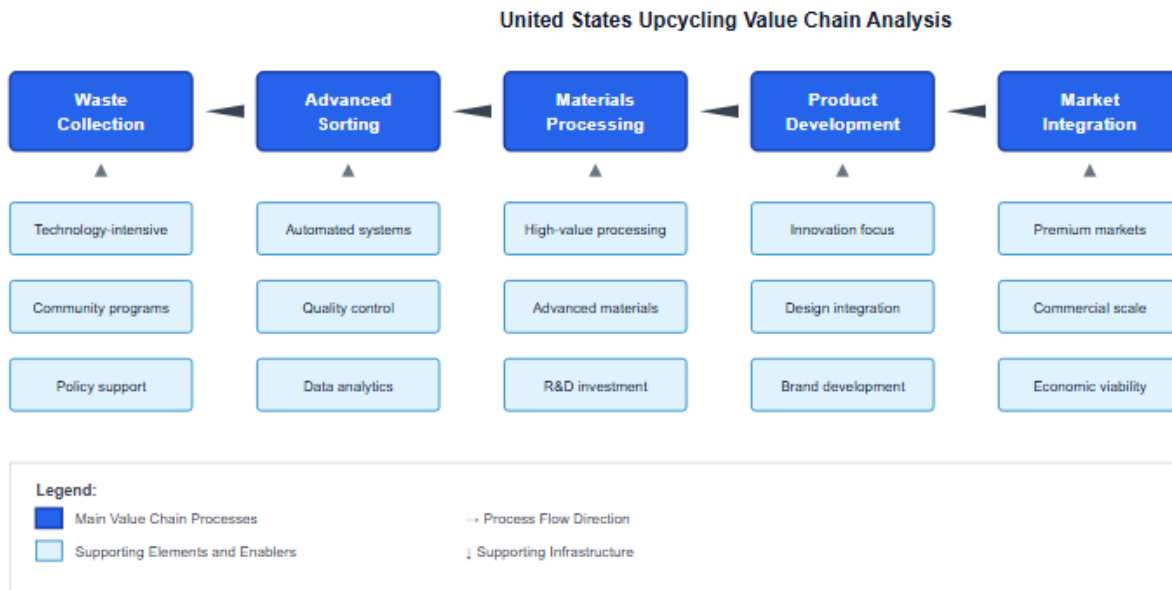 United States Upcycling Value Chain Analysis
Waste
Collection
Advanced
Sorting
Materials
Processing
Product
Development
Market
Integration
Technology-intensive
Automated systems
High-value processing
Innovation focus
Premium markets
Community programs
Quality control
Advanced materials
Design integration
Commercial scale
Policy support
Data analytics
R&D investment
Brand development
Economic viability
Legend:
Main Value Chain Processes
→ Process Flow Direction
Supporting Elements and Enablers
↓ Supporting Infrastructure